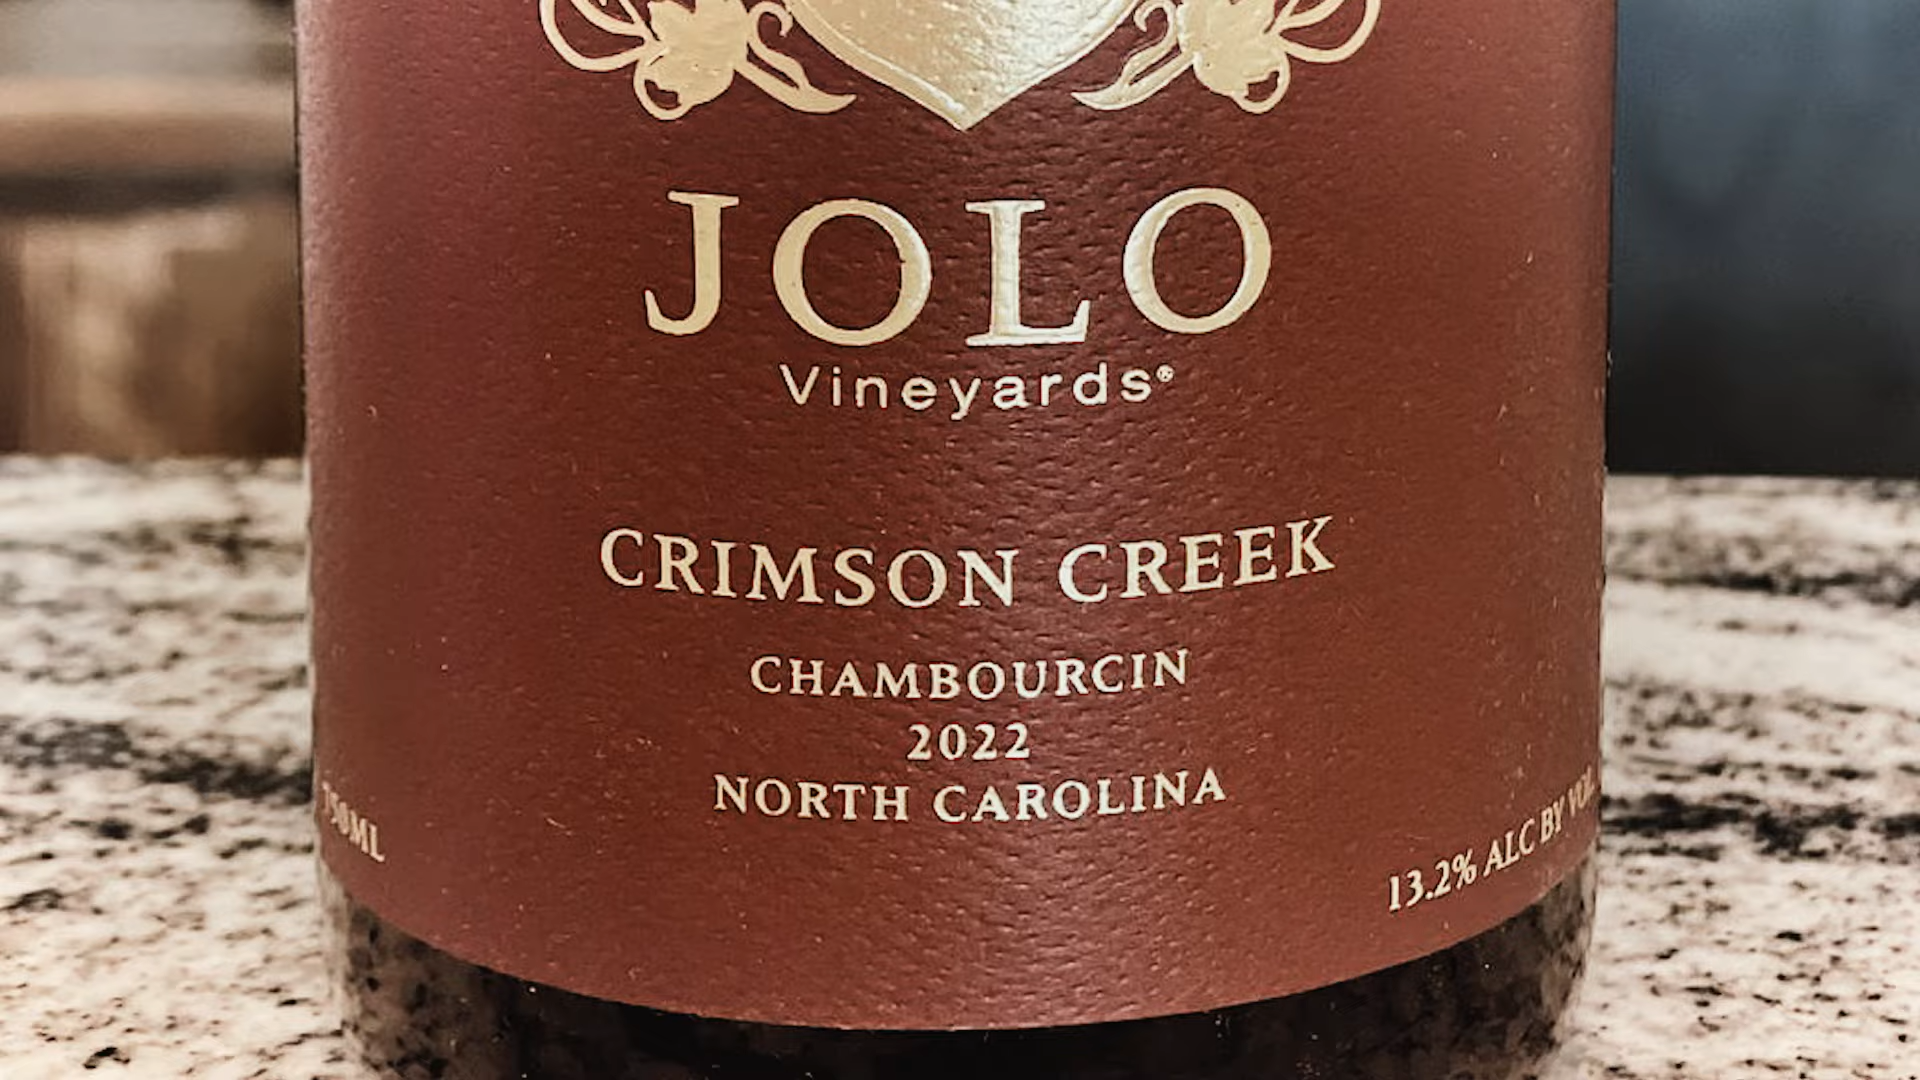 JOLO
Vineyards®
CRIMSON CREEK
CHAMBOURCIN
2022
NORTH CAROLINA
750ML
13.2% ALC BY VOL